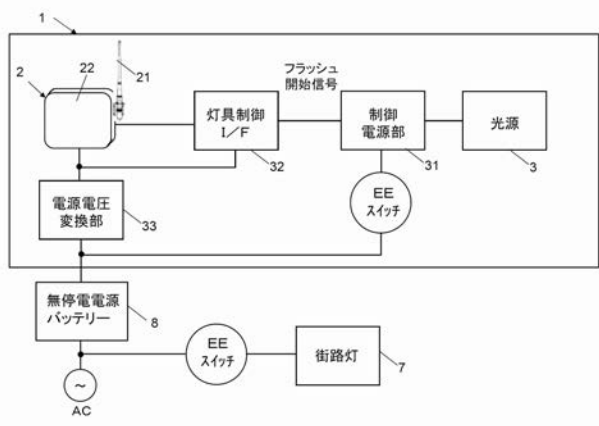 1
2
22
21
フラッシュ
開始信号
灯具制御
I/F
32
制御
電源部
31
光源
3
電源電圧
変換部
33
EE
スイッチ
無停電電源
バッテリー
8
EE
スイッチ
街路灯
7
~
AC